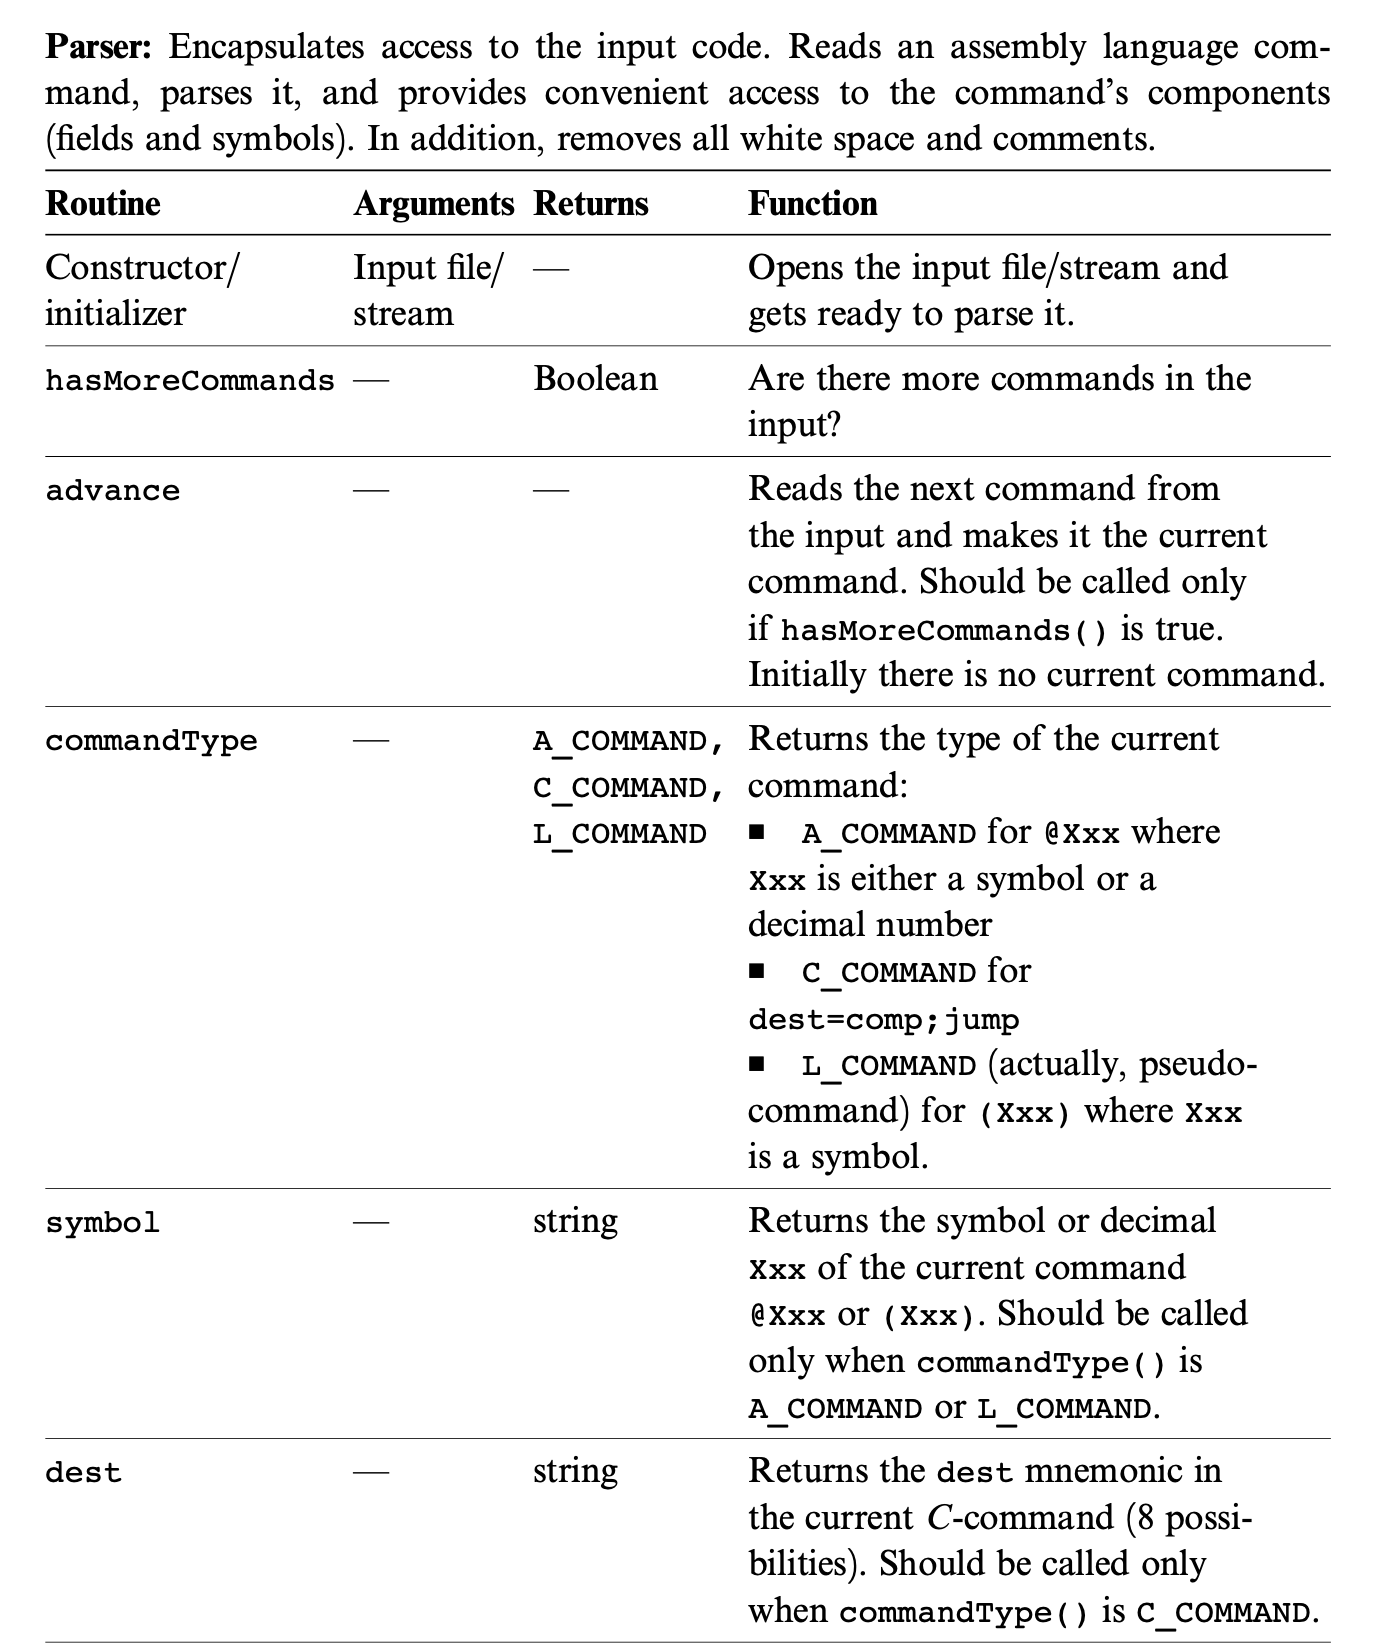 Parser: Encapsulates access to the input code. Reads an assembly language com-
mand, parses it, and provides convenient access to the command's components
(fields and symbols). In addition, removes all white space and comments.
Routine Arguments Returns Function
Constructor/ Input file/ — Opens the input file/stream and
initializer stream gets ready to parse it.
hasMoreCommands — Boolean Are there more commands in the
input?
advance — — Reads the next command from
the input and makes it the current
command. Should be called only
if hasMoreCommands() is true.
Initially there is no current command.
commandType — A_COMMAND, Returns the type of the current
C_COMMAND, command:
L_COMMAND ■ A_COMMAND for @Xxx where
Xxx is either a symbol or a
decimal number
■ C_COMMAND for
dest=comp;jump
■ L_COMMAND (actually, pseudo-
command) for (Xxx) where Xxx
is a symbol.
symbol — string Returns the symbol or decimal
Xxx of the current command
@Xxx or (Xxx). Should be called
only when commandType() is
A_COMMAND or L_COMMAND.
dest — string Returns the dest mnemonic in
the current C-command (8 possi-
bilities). Should be called only
when commandType() is C_COMMAND.